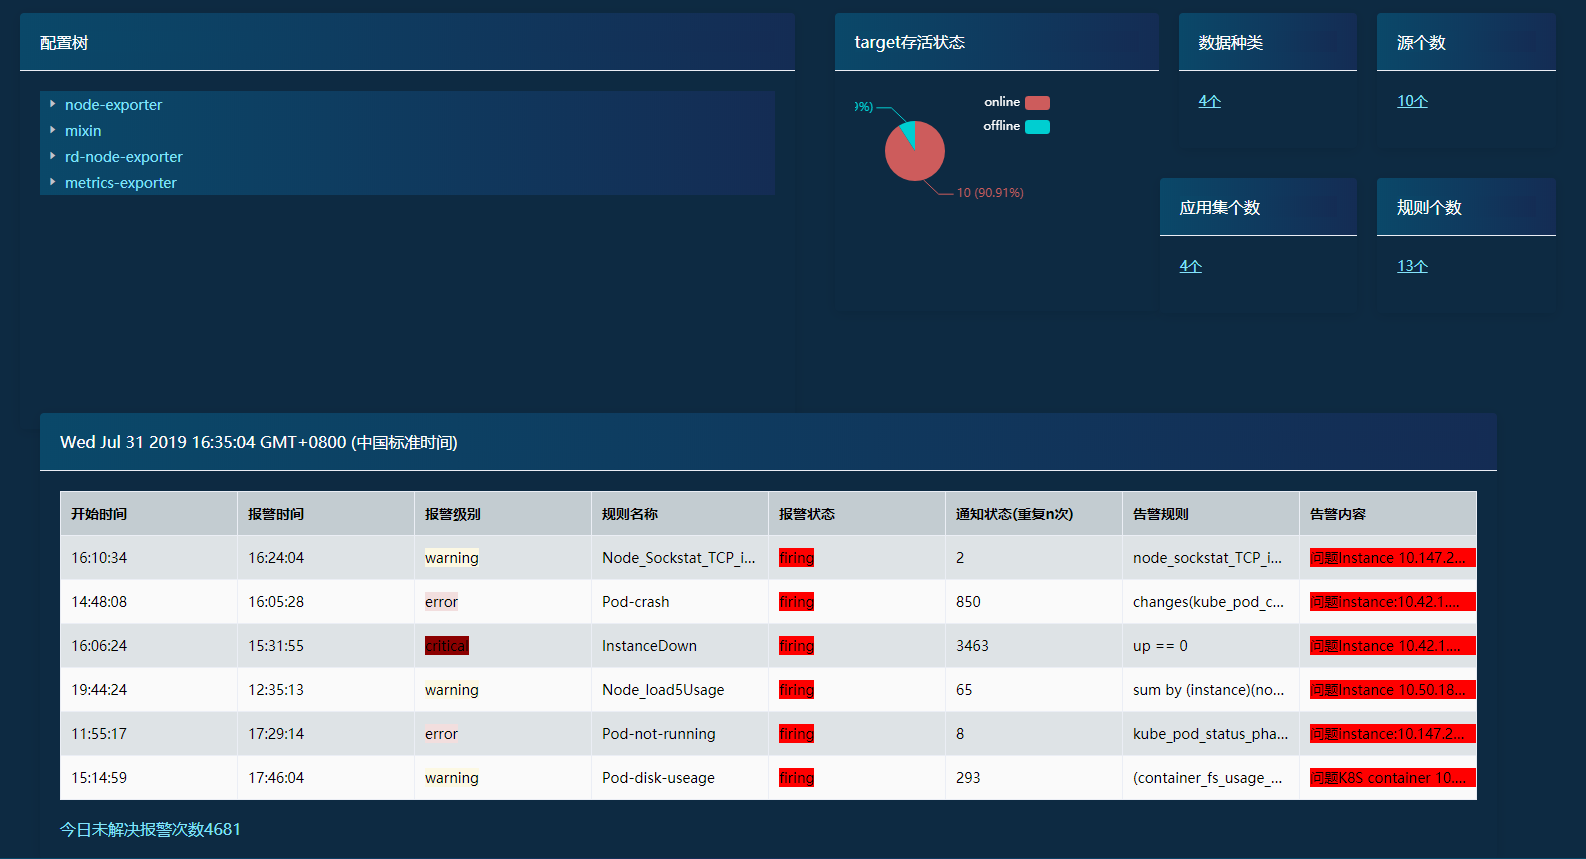 配置树
node-exporter
mixin
rd-node-exporter
metrics-exporter
target存活状态
online
offline
9%)
10 (90.91%)
数据种类
4个
源个数
10个
应用集个数
4个
规则个数
13个
Wed Jul 31 2019 16:35:04 GMT+0800 (中国标准时间)
开始时间 报警时间 报警级别 规则名称 报警状态 通知状态(重复n次) 告警规则 告警内容
16:10:34 16:24:04 warning Node_Sockstat_TCP_i... firing 2 node_sockstat_TCP_i... 问题Instance 10.147.2...
14:48:08 16:05:28 error Pod-crash firing 850 changes(kube_pod_c... 问题instance:10.42.1....
16:06:24 15:31:55 critical InstanceDown firing 3463 up == 0 问题Instance 10.42.1....
19:44:24 12:35:13 warning Node_load5Usage firing 65 sum by (instance)(no... 问题Instance 10.50.18...
11:55:17 17:29:14 error Pod-not-running firing 8 kube_pod_status_pha... 问题instance:10.147.2...
15:14:59 17:46:04 warning Pod-disk-useage firing 293 (container_fs_usage_... 问题K8S container 10....
今日未解决报警次数4681